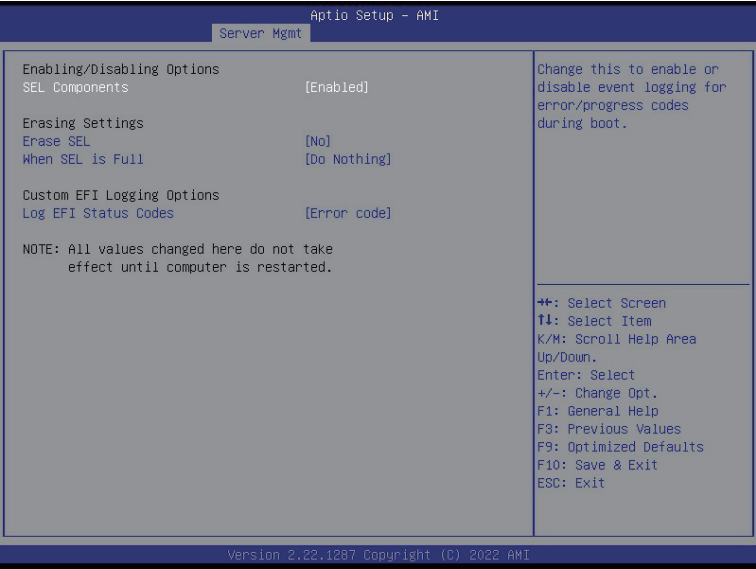 Aptio Setup – AMI
Server Mgmt
Enabling/Disabling Options
SEL Components [Enabled]
Erasing Settings
Erase SEL [No]
When SEL is Full [Do Nothing]
Custom EFI Logging Options
Log EFI Status Codes [Error code]
NOTE: All values changed here do not take
effect until computer is restarted.
Change this to enable or
disable event logging for
error/progress codes
during boot.
→←: Select Screen
↑↓: Select Item
K/M: Scroll Help Area
Up/Down.
Enter: Select
+/-: Change Opt.
F1: General Help
F3: Previous Values
F9: Optimized Defaults
F10: Save & Exit
ESC: Exit
Version 2.22.1287 Copyright (C) 2022 AMI